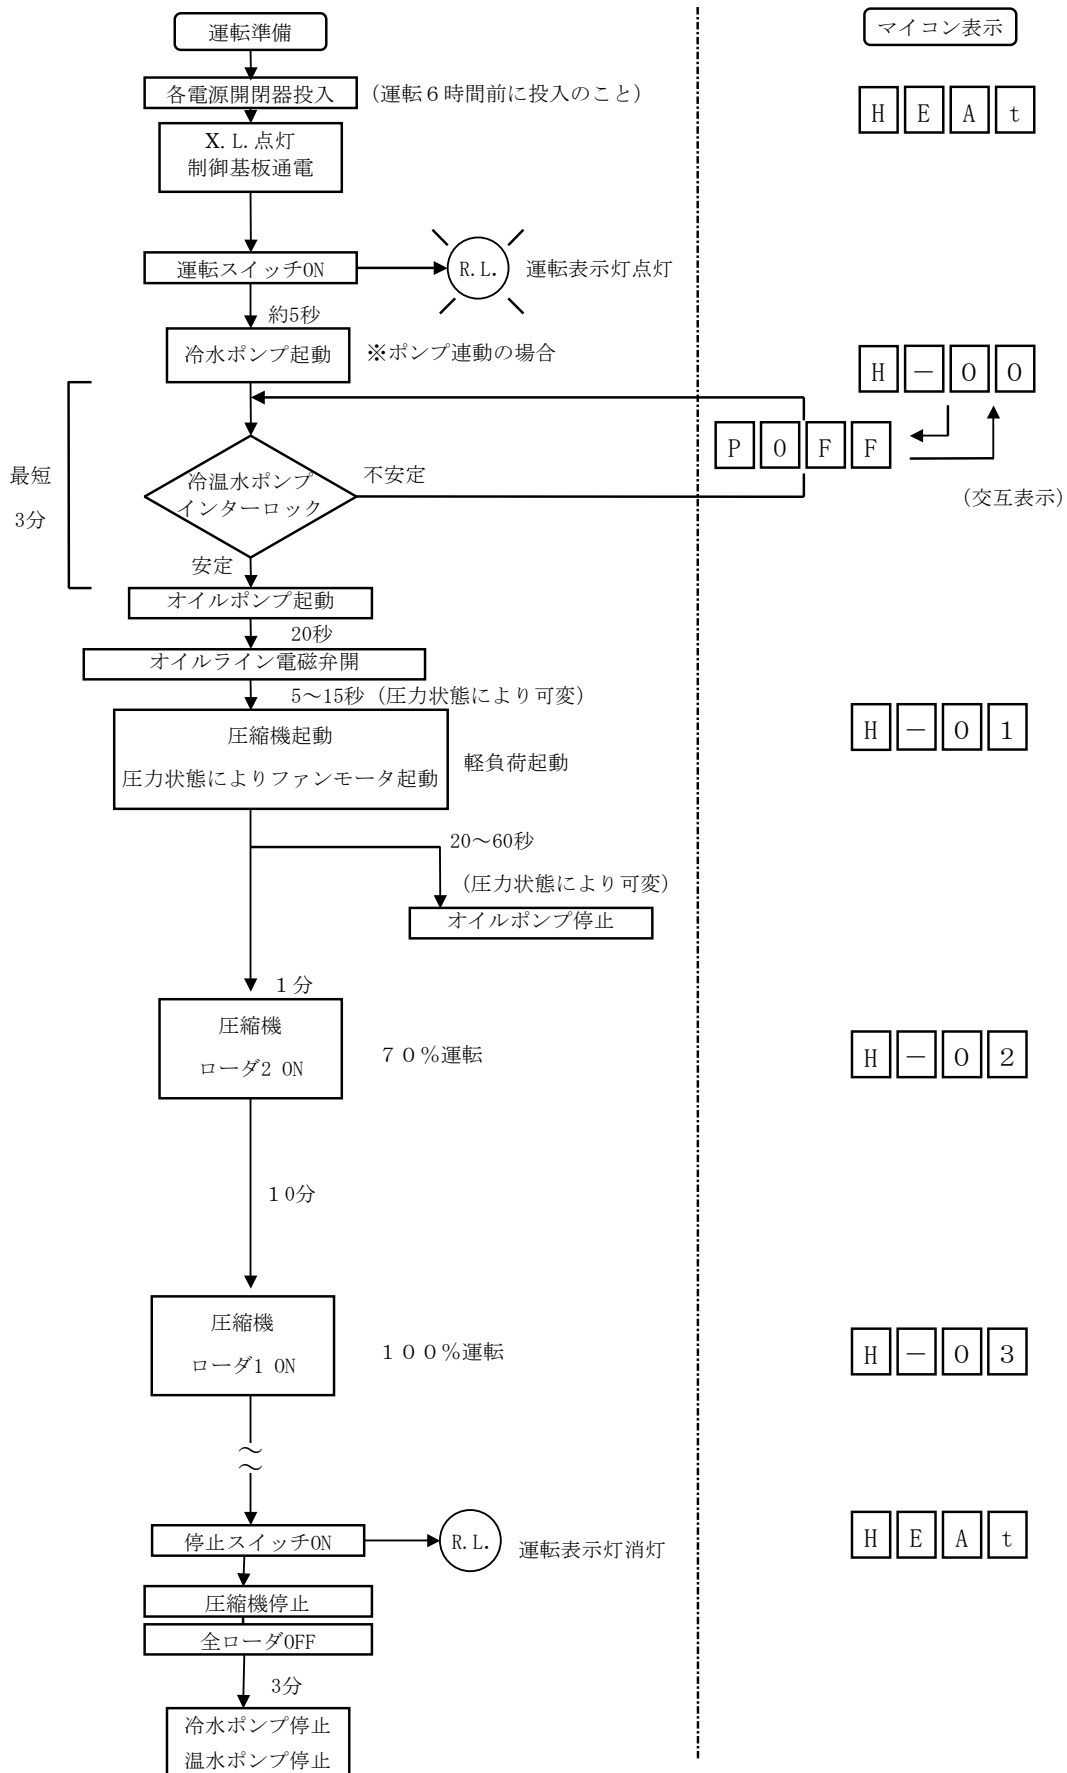 運転準備
マイコン表示
各電源開閉器投入 (運転６時間前に投入のこと)
H E A t
X.L.点灯
制御基板通電
運転スイッチON
R.L. 運転表示灯点灯
約5秒
冷水ポンプ起動 ※ポンプ連動の場合
H － 0 0
P 0 F F
(交互表示)
最短
3分
冷温水ポンプ
インターロック
不安定
安定
オイルポンプ起動
20秒
オイルライン電磁弁開
5～15秒 (圧力状態により可変)
圧縮機起動
圧力状態によりファンモータ起動
軽負荷起動
H － 0 1
20～60秒
(圧力状態により可変)
オイルポンプ停止
１分
圧縮機
ローダ2 ON
７０％運転
H － 0 2
１０分
圧縮機
ローダ1 ON
１００％運転
H － 0 3
～
～
停止スイッチON
R.L. 運転表示灯消灯
H E A t
圧縮機停止
全ローダOFF
3分
冷水ポンプ停止
温水ポンプ停止